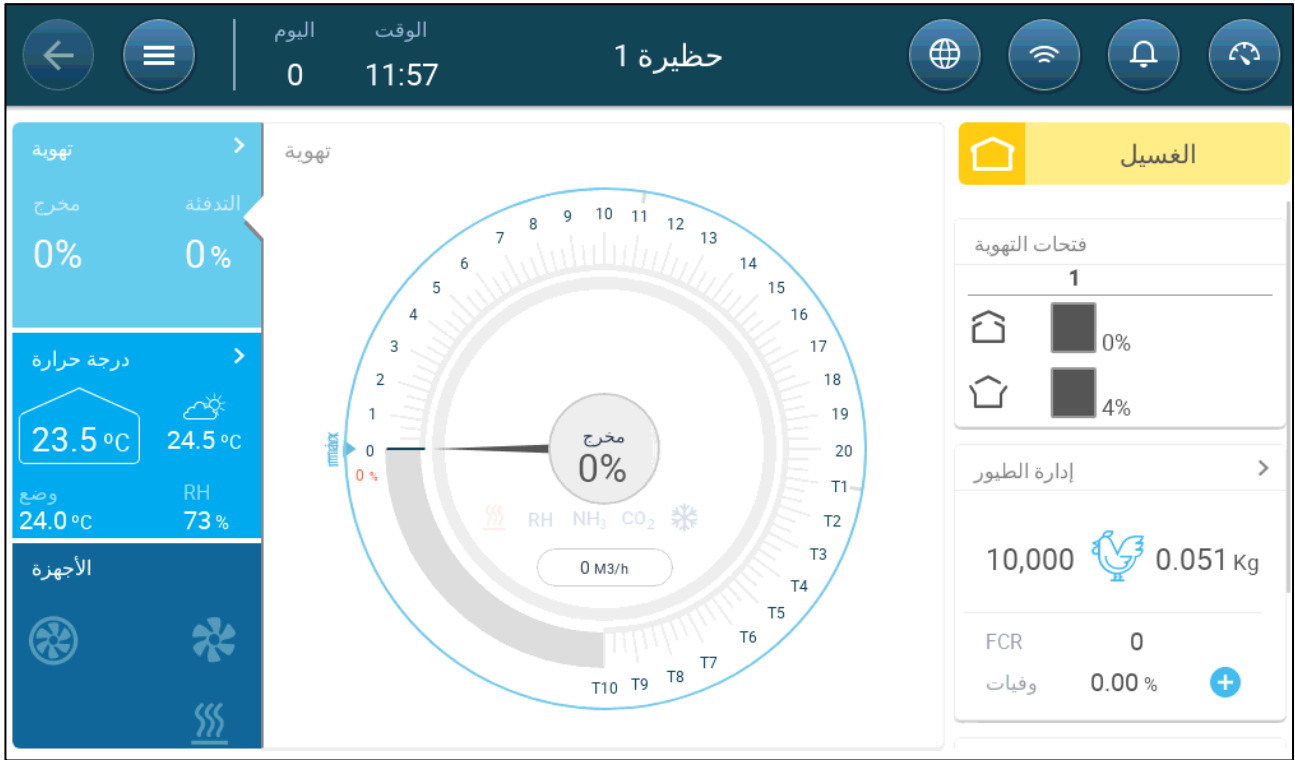 اليوم
الوقت
0
11:57
حظيرة 1
تهوية
مخرج
التدفئة
0%
0 %
درجة حرارة
23.5 °C
24.5 °C
وضع
RH
24.0 °C
73 %
الأجهزة
تهوية
0
1
2
3
4
5
6
7
8
9
10
11
12
13
14
15
16
17
18
19
20
T1
T2
T3
T4
T5
T6
T7
T8
T9
T10
0 %
مخرج
0%
RH NH₃ CO₂
0 M3/h
الغسيل
فتحات التهوية
1
0%
4%
إدارة الطيور
10,000
0.051 Kg
FCR 0
وفيات 0.00 %